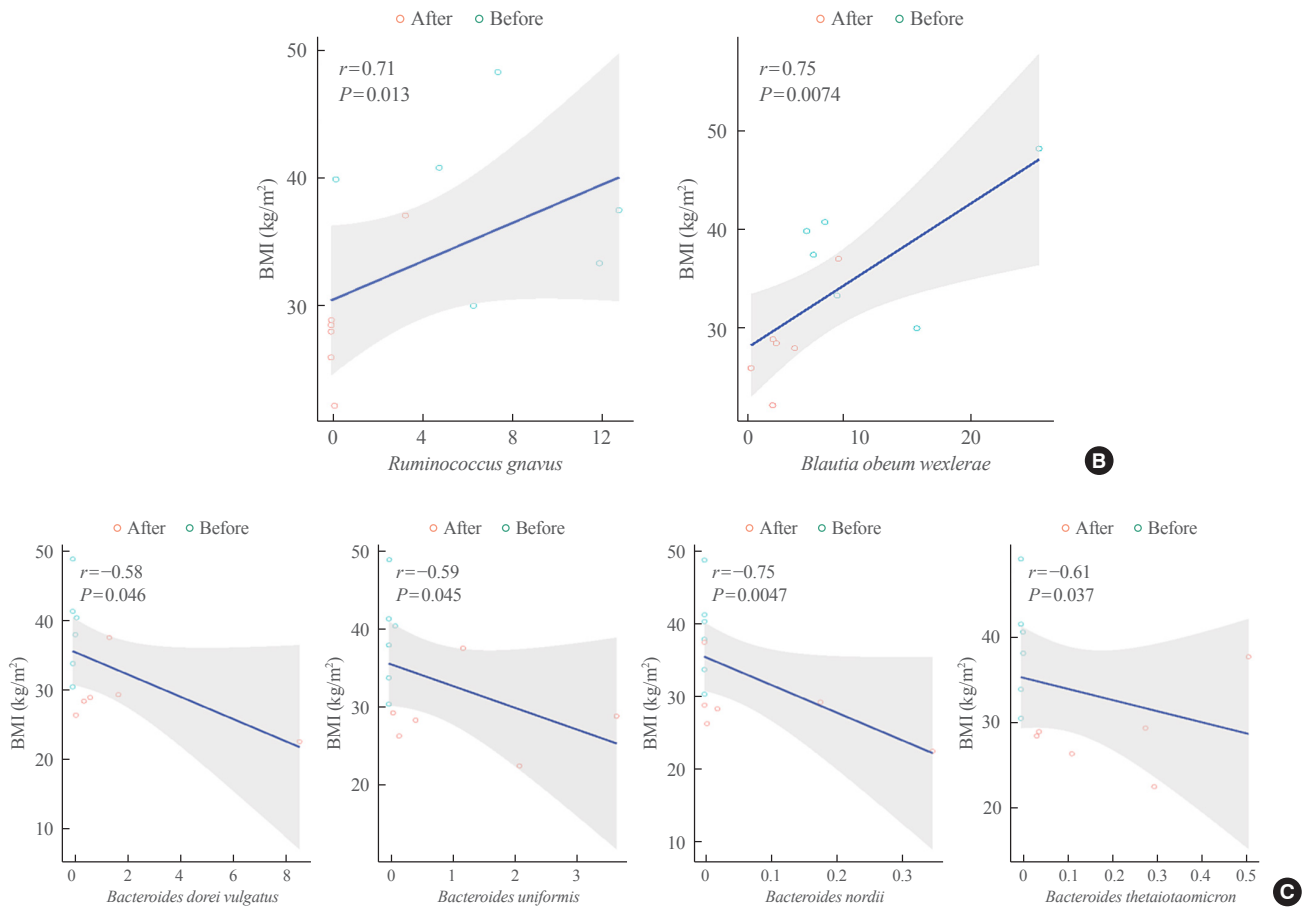 After Before
r=0.71
P=0.013
BMI (kg/m²)
50
40
30
0 4 8 12
Ruminococcus gnavus
After Before
r=0.75
P=0.0074
BMI (kg/m²)
50
40
30
0 10 20
Blautia obeum wexlerae
B
After Before
r=−0.58
P=0.046
BMI (kg/m²)
50
40
30
20
10
0 2 4 6 8
Bacteroides dorei vulgatus
After Before
r=−0.59
P=0.045
BMI (kg/m²)
50
40
30
20
0 1 2 3
Bacteroides uniformis
After Before
r=−0.75
P=0.0047
BMI (kg/m²)
50
40
30
20
10
0 0.1 0.2 0.3
Bacteroides nordii
After Before
r=−0.61
P=0.037
BMI (kg/m²)
40
30
20
0 0.1 0.2 0.3 0.4 0.5
Bacteroides thetaiotaomicron
C